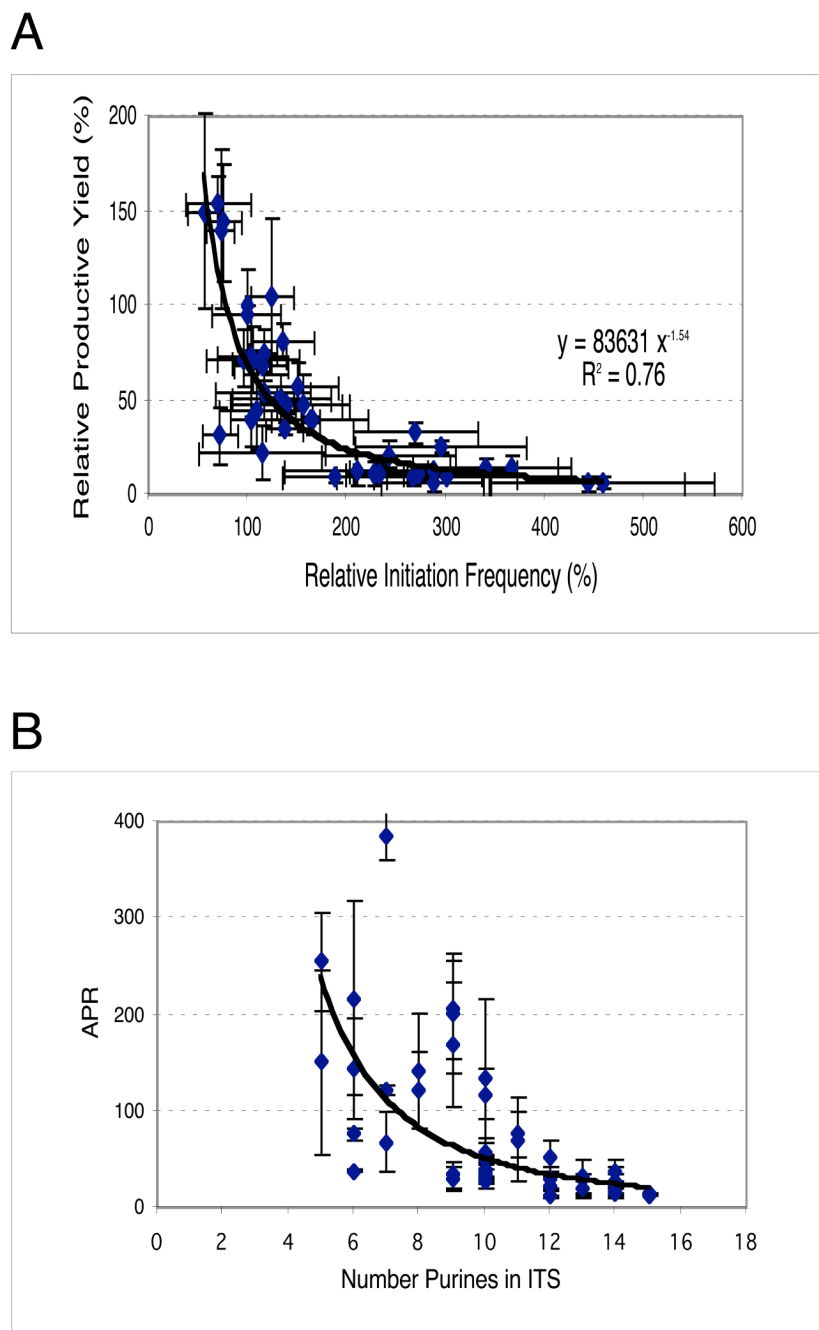 A
Relative Productive Yield (%)
200
150
100
50
0
y = 83631 x^-1.54
R² = 0.76
0 100 200 300 400 500 600
Relative Initiation Frequency (%)
B
APR
400
300
200
100
0
0 2 4 6 8 10 12 14 16 18
Number Purines in ITS